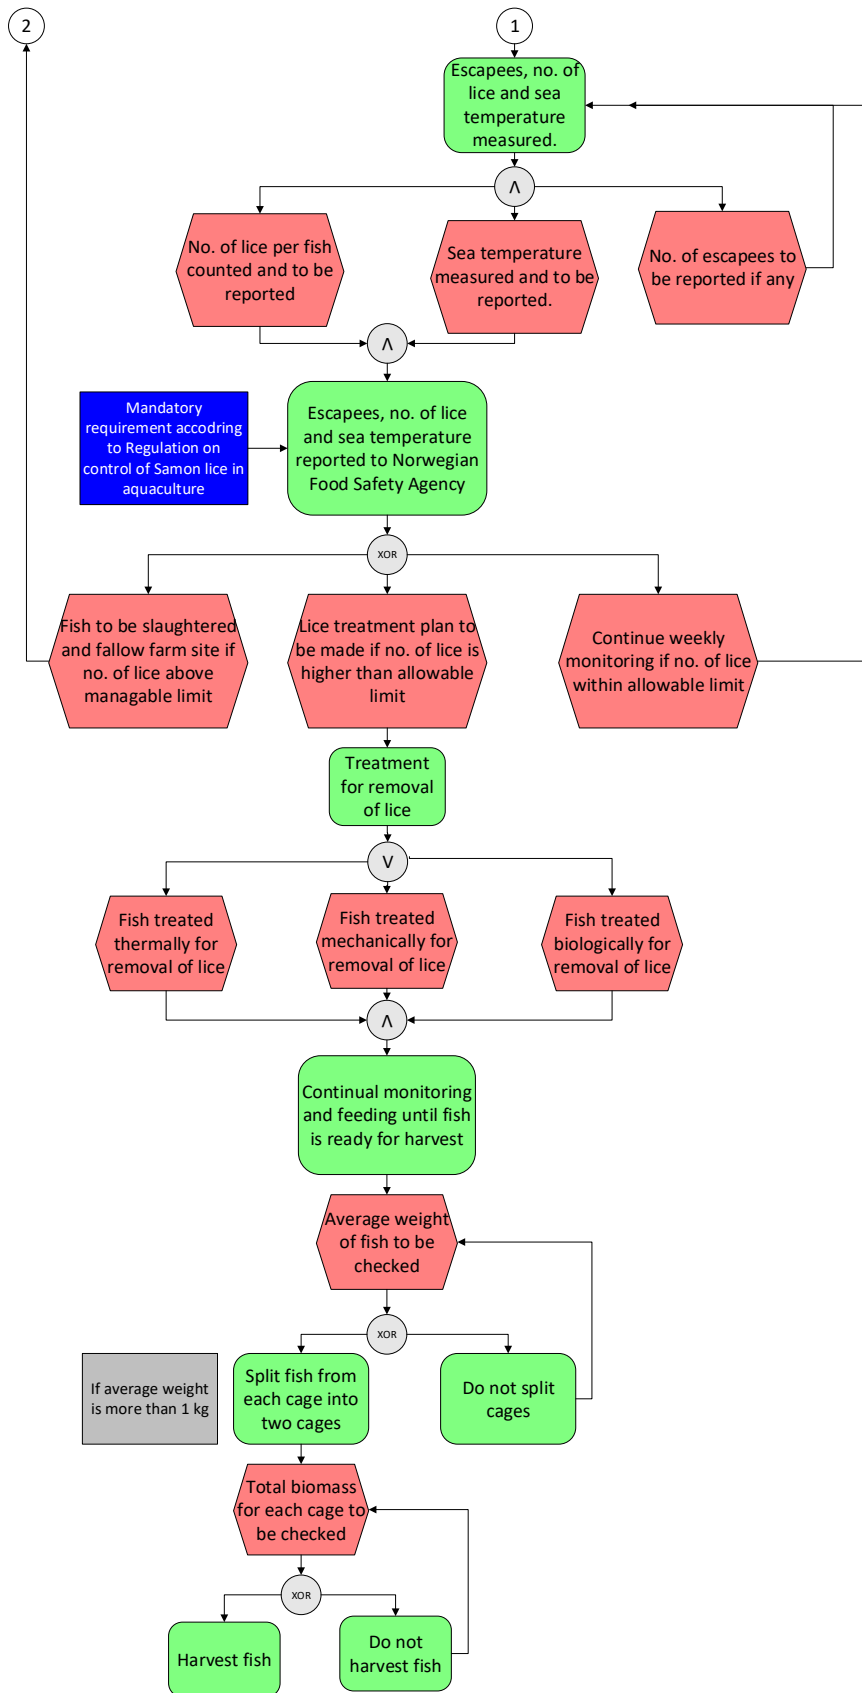 2
1
Escapees, no. of
lice and sea
temperature
measured.
Λ
No. of lice per fish
counted and to be
reported
Sea temperature
measured and to be
reported.
No. of escapees to
be reported if any
Λ
Mandatory
requirement accodring
to Regulation on
control of Samon lice in
aquaculture
Escapees, no. of lice
and sea temperature
reported to Norwegian
Food Safety Agency
XOR
Fish to be slaughtered
and fallow farm site if
no. of lice above
managable limit
Lice treatment plan to
be made if no. of lice is
higher than allowable
limit
Continue weekly
monitoring if no. of lice
within allowable limit
Treatment
for removal
of lice
V
Fish treated
thermally for
removal of lice
Fish treated
mechanically for
removal of lice
Fish treated
biologically for
removal of lice
Λ
Continual monitoring
and feeding until fish
is ready for harvest
Average weight
of fish to be
checked
XOR
If average weight
is more than 1 kg
Split fish from
each cage into
two cages
Do not split
cages
Total biomass
for each cage to
be checked
XOR
Harvest fish
Do not
harvest fish